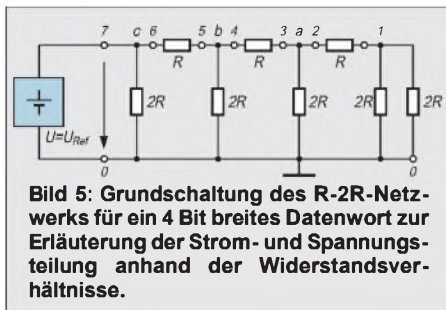 7 c 6 5 b 4 3 a 2 1
R R R
2R 2R 2R 2R 2R
U=URef
0 0
Bild 5: Grundschaltung des R-2R-Netz-
werks für ein 4 Bit breites Datenwort zur
Erläuterung der Strom- und Spannungs-
teilung anhand der Widerstandsver-
hältnisse.